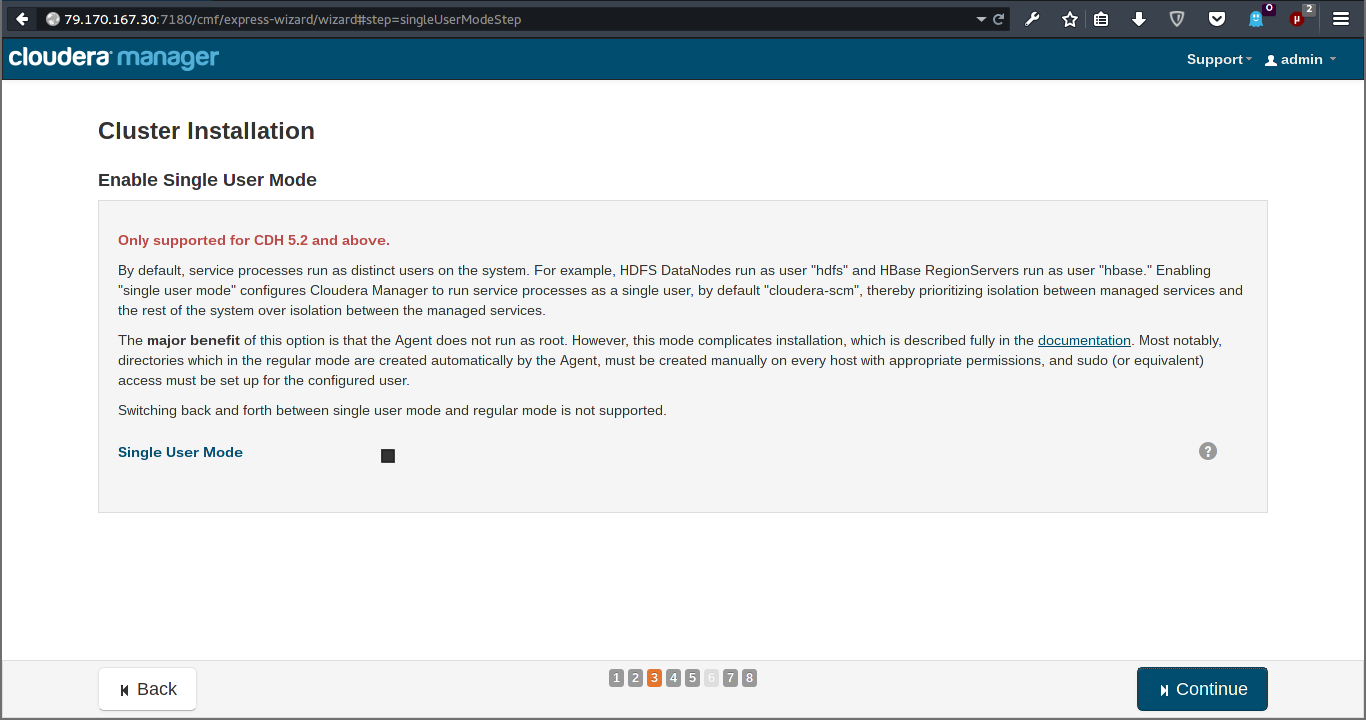 79.170.167.30:7180/cmf/express-wizard/wizard#step=singleUserModeStep
0
µ
2
cloudera manager
Support
admin
Cluster Installation
Enable Single User Mode
Only supported for CDH 5.2 and above.
By default, service processes run as distinct users on the system. For example, HDFS DataNodes run as user "hdfs" and HBase RegionServers run as user "hbase." Enabling
"single user mode" configures Cloudera Manager to run service processes as a single user, by default "cloudera-scm", thereby prioritizing isolation between managed services and
the rest of the system over isolation between the managed services.
The major benefit of this option is that the Agent does not run as root. However, this mode complicates installation, which is described fully in the documentation. Most notably,
directories which in the regular mode are created automatically by the Agent, must be created manually on every host with appropriate permissions, and sudo (or equivalent)
access must be set up for the configured user.
Switching back and forth between single user mode and regular mode is not supported.
Single User Mode
?
Back
1 2 3 4 5 6 7 8
Continue